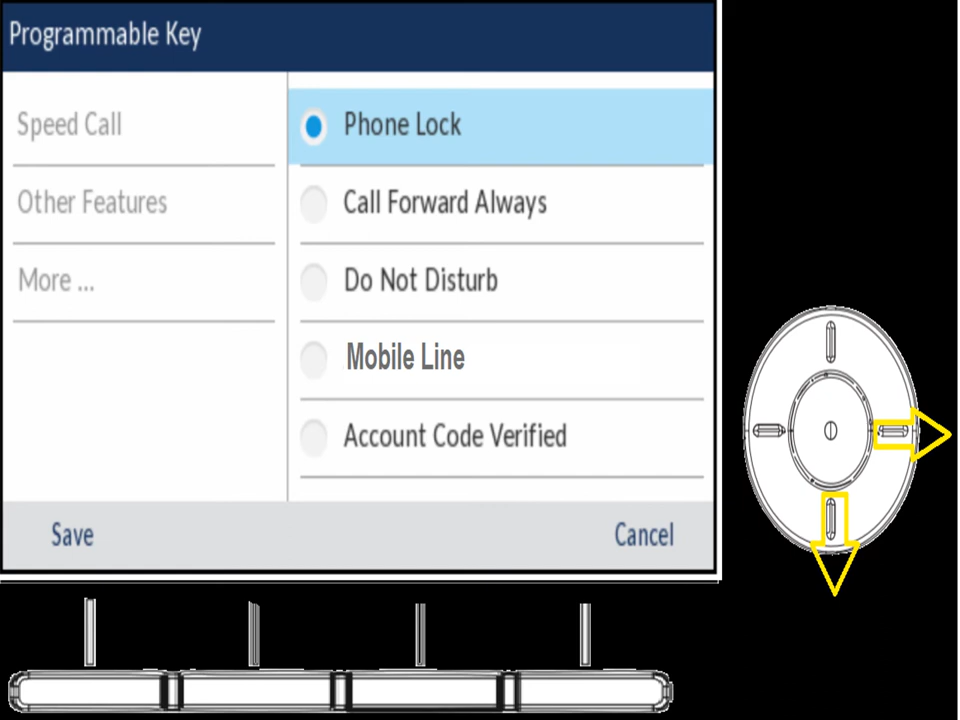 Programmable Key
Speed Call
Other Features
More ...
Phone Lock
Call Forward Always
Do Not Disturb
Mobile Line
Account Code Verified
Save
Cancel